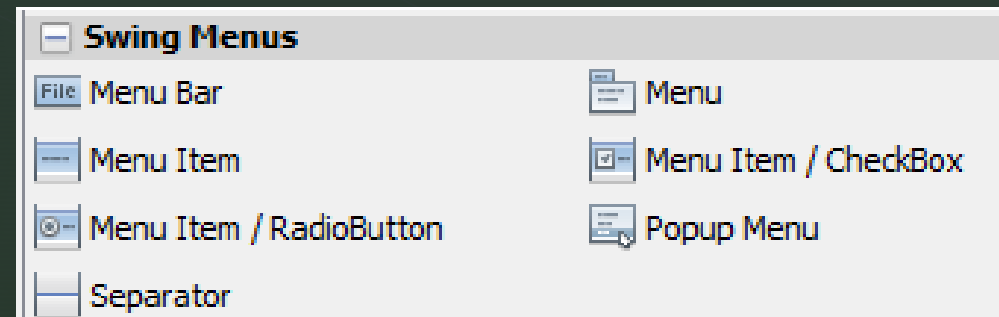 Swing Menus
File Menu Bar
Menu
Menu Item
Menu Item / CheckBox
Menu Item / RadioButton
Popup Menu
Separator